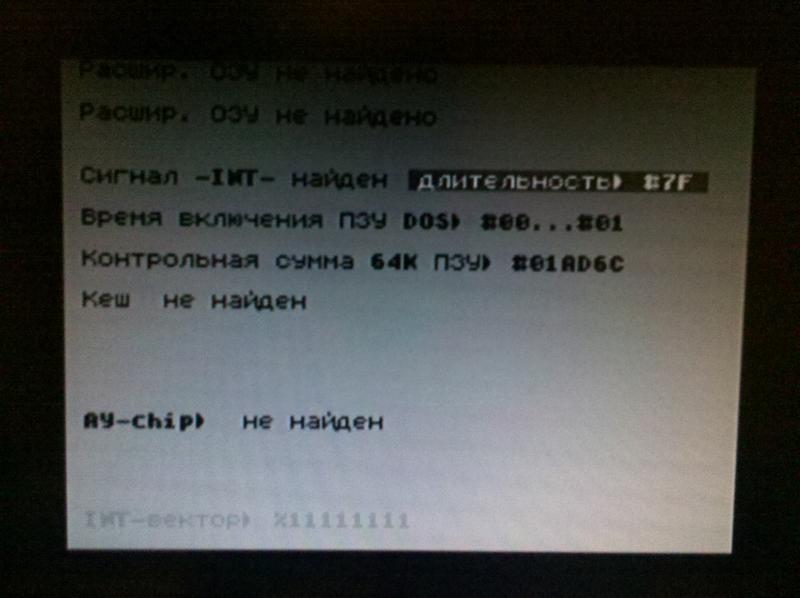 Расшир. ОЗУ не найдено
Расшир. ОЗУ не найдено
Сигнал -INT- найден длительность▶ #7F
Время включения ПЗУ DOS▶ #00...#01
Контрольная сумма 64K ПЗУ▶ #01AD6C
Кеш не найден
AY-chip▶ не найден
INT-вектор▶ %11111111